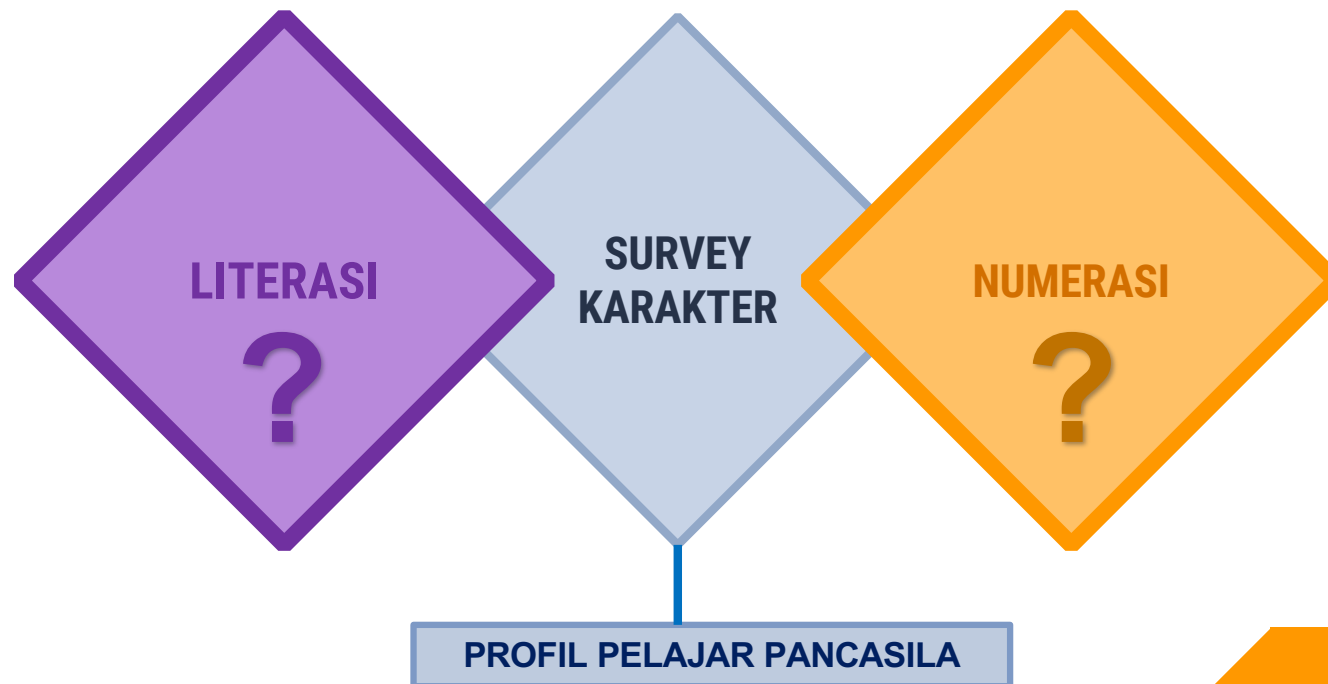 LITERASI
?
SURVEY
KARAKTER
NUMERASI
?
PROFIL PELAJAR PANCASILA